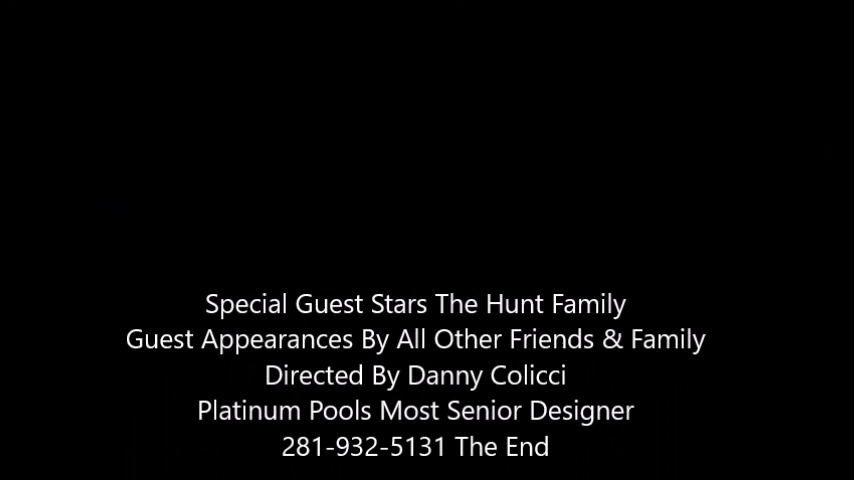 Special Guest Stars The Hunt Family
Guest Appearances By All Other Friends & Family
Directed By Danny Colicci
Platinum Pools Most Senior Designer
281-932-5131 The End